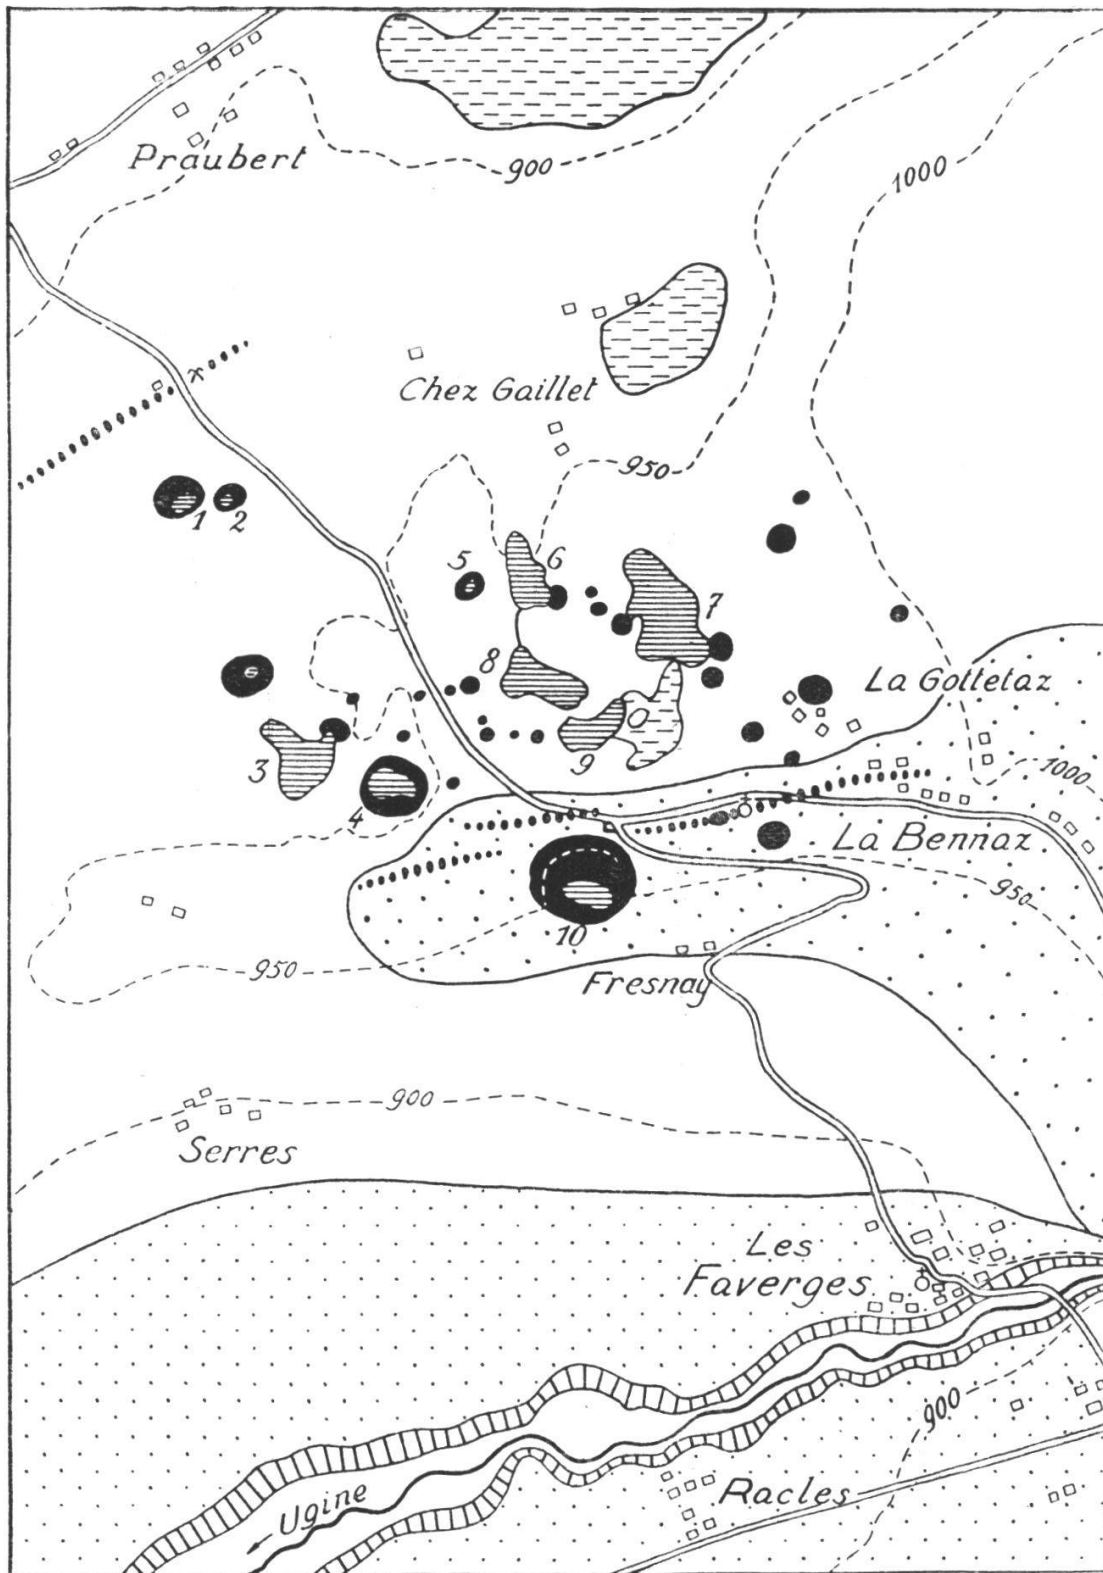 Praubert
900
1000
Chez Gaillet
950
1
2
5
6
7
8
La Gottetaz
3
9
4
1000
La Bennaz
950
10
950
Fresnay
900
Serres
Les
Faverges
900
Ugine
Racles